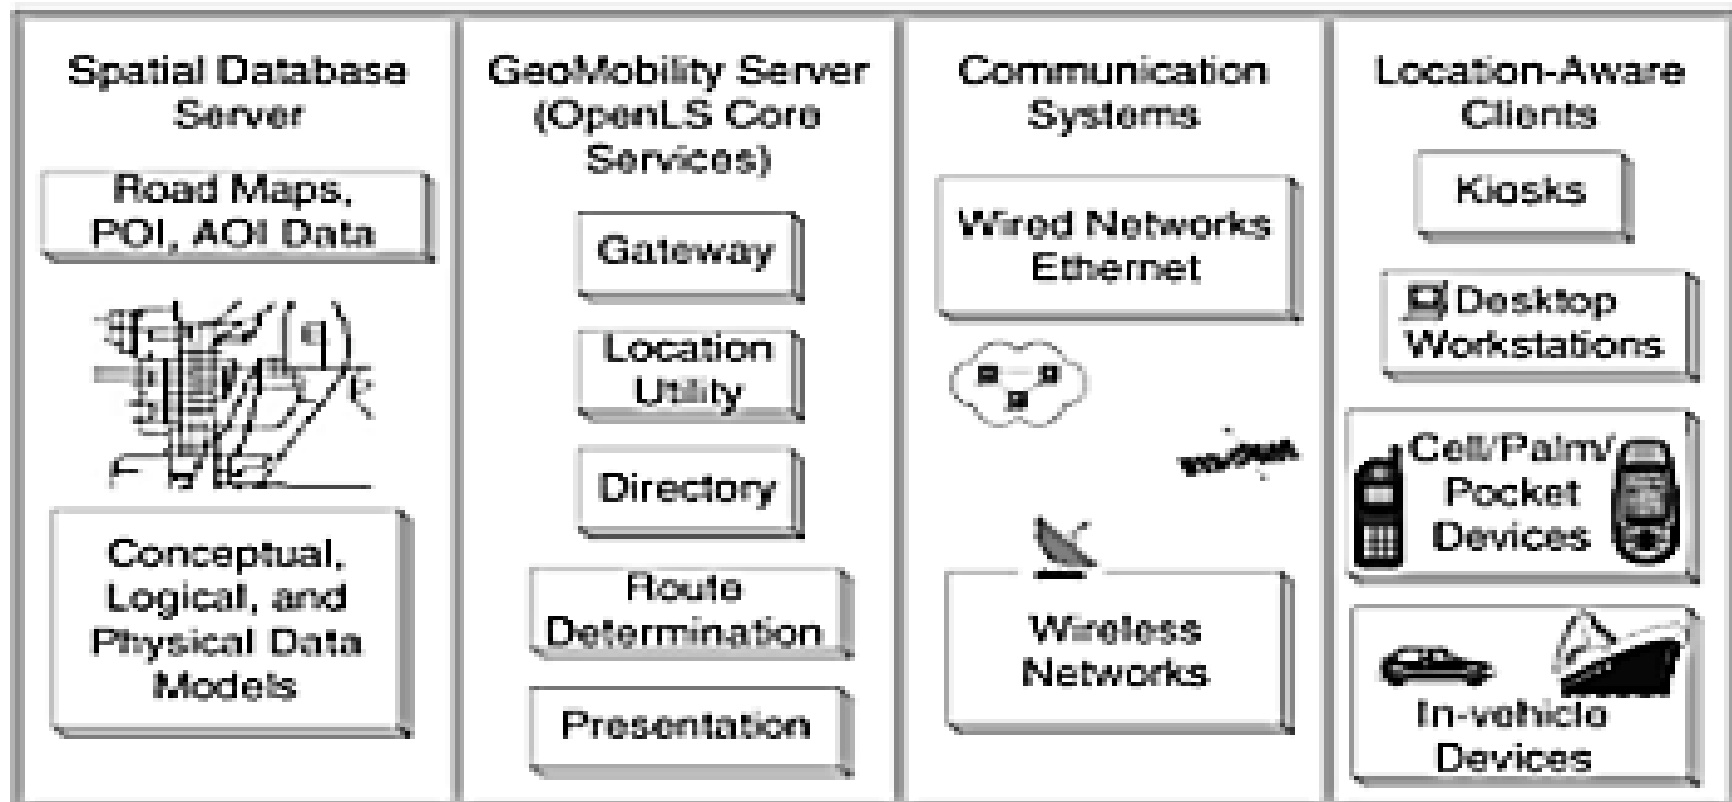 Spatial Database
Server
Road Maps,
POI, AOI Data
Conceptual,
Logical, and
Physical Data
Models
GeoMobility Server
(OpenLS Core
Services)
Gateway
Location
Utility
Directory
Route
Determination
Presentation
Communication
Systems
Wired Networks
Ethernet
Wireless
Networks
Location-Aware
Clients
Kiosks
Desktop
Workstations
Cell/Palm/
Pocket
Devices
In-vehicle
Devices